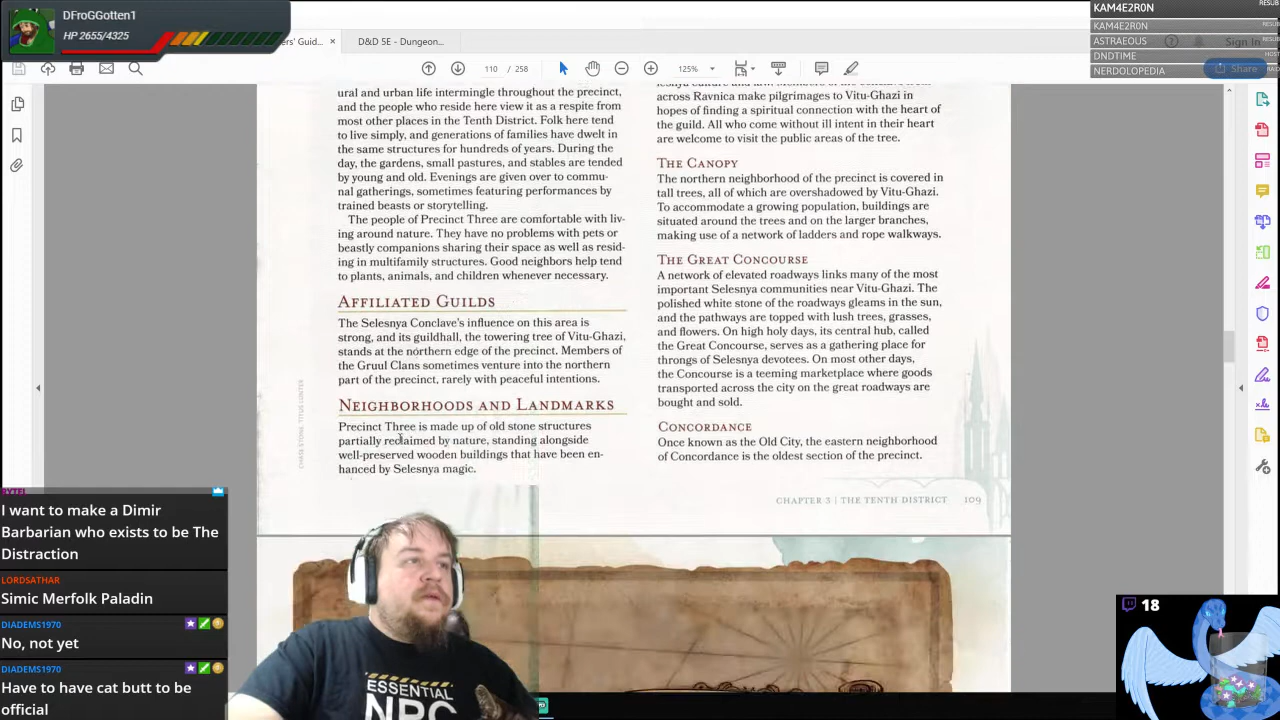 DFroGGotten1
HP 2655/4325
KAM4E2R0N
KAM4E2R0N
ASTRAEOUS
DNDTIME
NERDOLOPEDIA
RESUB
RESUB
RESUB
HOST
RAID
ers' Guid...
D&D 5E - Dungeon...
Sign In
110 / 258
125%
Share
ural and urban life intermingle throughout the precinct,
and the people who reside here view it as a respite from
most other places in the Tenth District. Folk here tend
to live simply, and generations of families have dwelt in
the same structures for hundreds of years. During the
day, the gardens, small pastures, and stables are tended
by young and old. Evenings are given over to commu-
nal gatherings, sometimes featuring performances by
trained beasts or storytelling.
The people of Precinct Three are comfortable with liv-
ing around nature. They have no problems with pets or
beastly companions sharing their space as well as resid-
ing in multifamily structures. Good neighbors help tend
to plants, animals, and children whenever necessary.
AFFILIATED GUILDS
The Selesnya Conclave's influence on this area is
strong, and its guildhall, the towering tree of Vitu-Ghazi,
stands at the northern edge of the precinct. Members of
the Gruul Clans sometimes venture into the northern
part of the precinct, rarely with peaceful intentions.
NEIGHBORHOODS AND LANDMARKS
Precinct Three is made up of old stone structures
partially reclaimed by nature, standing alongside
well-preserved wooden buildings that have been en-
hanced by Selesnya magic.
across Ravnica make pilgrimages to Vitu-Ghazi in
hopes of finding a spiritual connection with the heart of
the guild. All who come without ill intent in their heart
are welcome to visit the public areas of the tree.
THE CANOPY
The northern neighborhood of the precinct is covered in
tall trees, all of which are overshadowed by Vitu-Ghazi.
To accommodate a growing population, buildings are
situated around the trees and on the larger branches,
making use of a network of ladders and rope walkways.
THE GREAT CONCOURSE
A network of elevated roadways links many of the most
important Selesnya communities near Vitu-Ghazi. The
polished white stone of the roadways gleams in the sun,
and the pathways are topped with lush trees, grasses,
and flowers. On high holy days, its central hub, called
the Great Concourse, serves as a gathering place for
throngs of Selesnya devotees. On most other days,
the Concourse is a teeming marketplace where goods
transported across the city on the great roadways are
bought and sold.
CONCORDANCE
Once known as the Old City, the eastern neighborhood
of Concordance is the oldest section of the precinct.
CHAPTER 3 | THE TENTH DISTRICT 109
I want to make a Dimir
Barbarian who exists to be The
Distraction
LORDSATHAR
Simic Merfolk Paladin
DIADEMS1970
No, not yet
DIADEMS1970
Have to have cat butt to be
official
ESSENTIAL
NPC
18